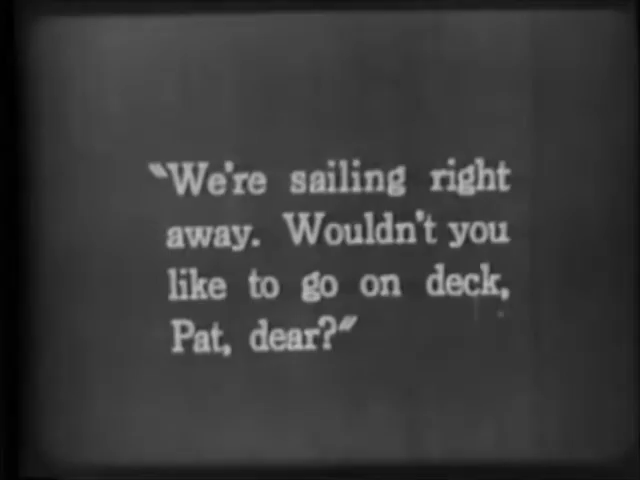 "We're sailing right
away. Wouldn't you
like to go on deck,
Pat, dear?"